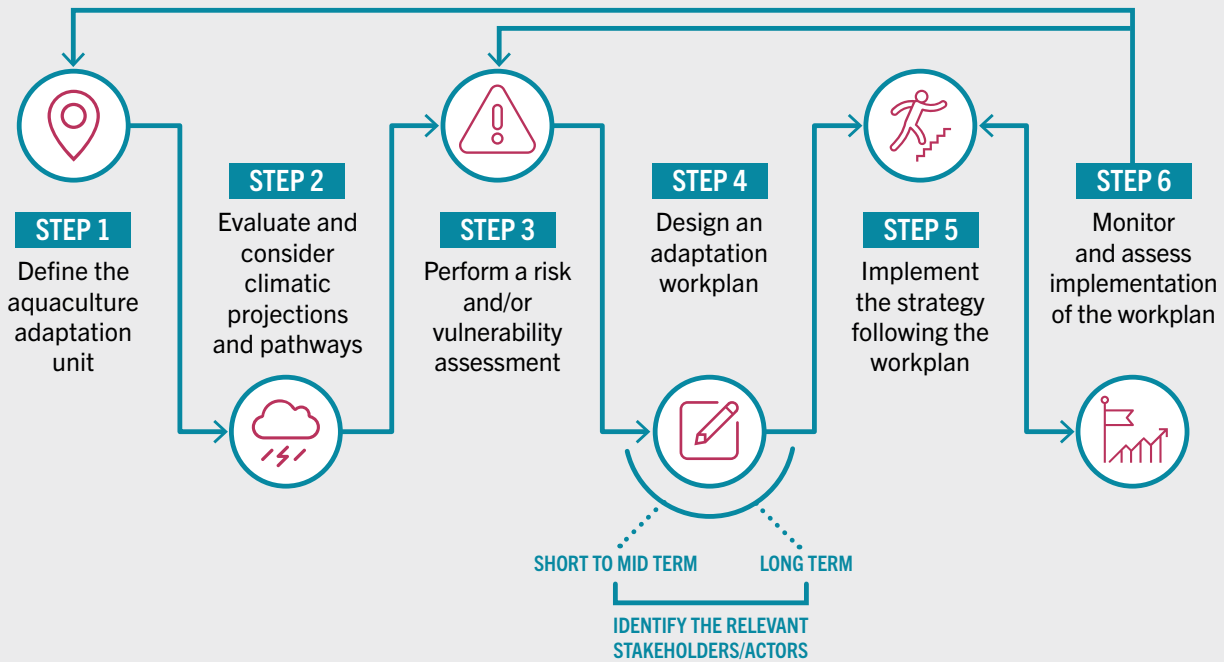 STEP 1
Define the
aquaculture
adaptation
unit
STEP 2
Evaluate and
consider
climatic
projections
and pathways
STEP 3
Perform a risk
and/or
vulnerability
assessment
STEP 4
Design an
adaptation
workplan
STEP 5
Implement
the strategy
following the
workplan
STEP 6
Monitor
and assess
implementation
of the workplan
SHORT TO MID TERM
LONG TERM
IDENTIFY THE RELEVANT
STAKEHOLDERS/ACTORS